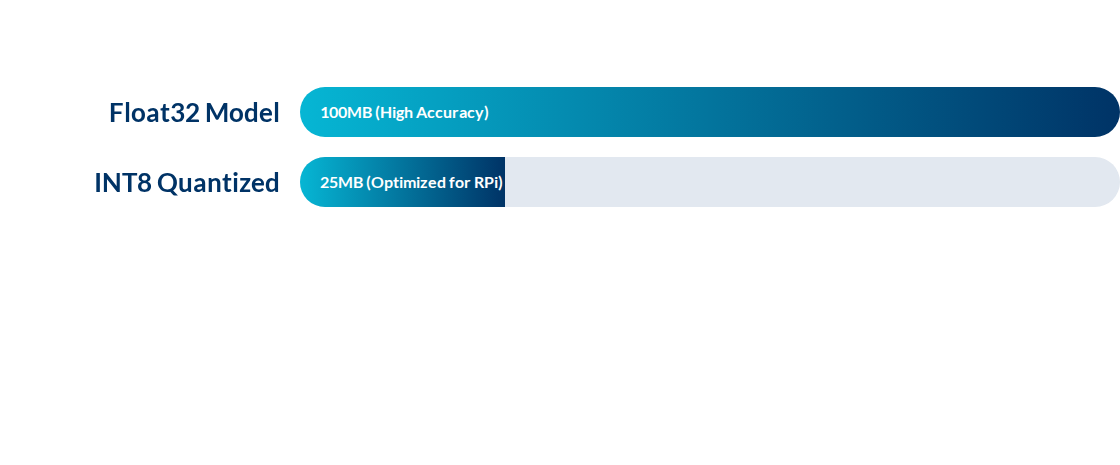 Float32 Model
100MB (High Accuracy)
INT8 Quantized
25MB (Optimized for RPi)